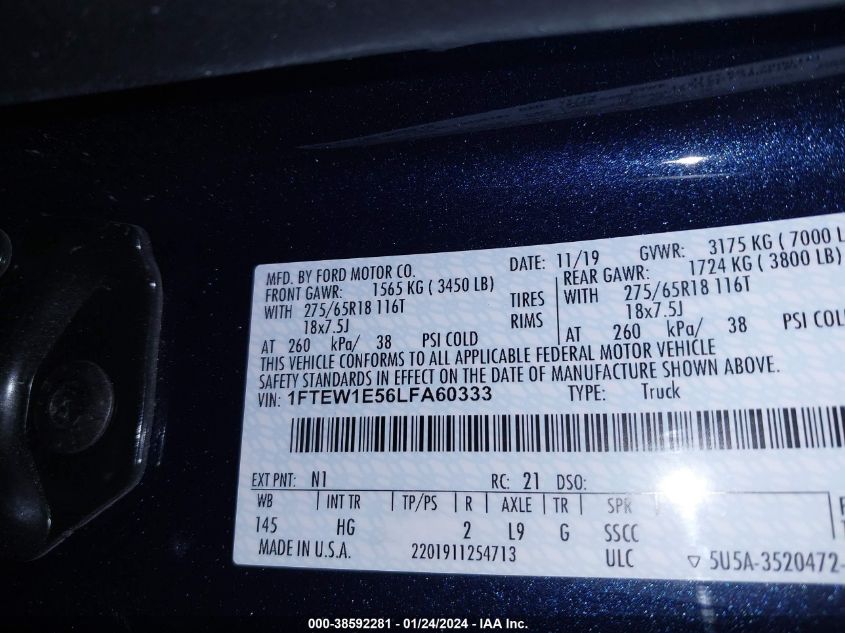 MFD. BY FORD MOTOR CO. DATE: 11/19 GVWR: 3175 KG ( 7000 L
FRONT GAWR: 1565 KG ( 3450 LB) REAR GAWR: 1724 KG ( 3800 LB)
WITH 275/65R18 116T TIRES WITH 275/65R18 116T
18x7.5J RIMS 18x7.5J
AT 260 kPa/ 38 PSI COLD AT 260 kPa/ 38 PSI COL
THIS VEHICLE CONFORMS TO ALL APPLICABLE FEDERAL MOTOR VEHICLE
SAFETY STANDARDS IN EFFECT ON THE DATE OF MANUFACTURE SHOWN ABOVE.
VIN: 1FTEW1E56LFA60333 TYPE: Truck
EXT PNT: N1 RC: 21 DSO:
WB INT TR TP/PS R AXLE TR SPR
145 HG 2 L9 G SSCC
MADE IN U.S.A. 2201911254713 ULC ▽ 5U5A-3520472-
000-38592281 - 01/24/2024 - IAA Inc.